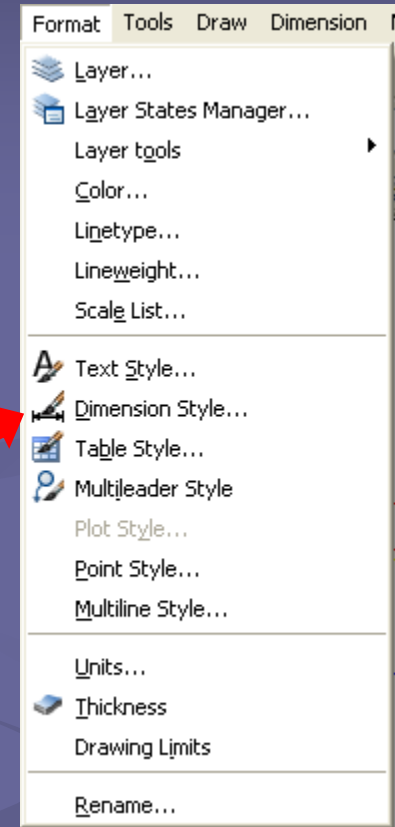 Format Tools Draw Dimension
Layer...
Layer States Manager...
Layer tools
Color...
Linetype...
Lineweight...
Scale List...
Text Style...
Dimension Style...
Table Style...
Multileader Style
Plot Style...
Point Style...
Multiline Style...
Units...
Thickness
Drawing Limits
Rename...